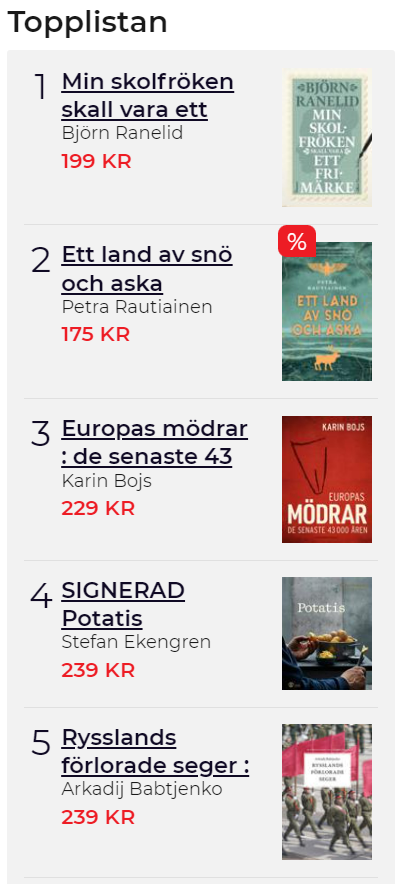 Topplistan
1
Min skolfröken
skall vara ett
Björn Ranelid
199 KR
BJÖRN
RANELID
MIN
SKOL-
FRÖKEN
SKALL VARA
ETT
FRI-
MÄRKE
2
Ett land av snö
och aska
Petra Rautiainen
175 KR
%
PETRA
RAUTIAINEN
ETT LAND
AV SNÖ
OCH ASKA
3
Europas mödrar
: de senaste 43
Karin Bojs
229 KR
KARIN BOJS
EUROPAS
MÖDRAR
DE SENASTE 43 000 ÅREN
4
SIGNERAD
Potatis
Stefan Ekengren
239 KR
Potatis
5
Rysslands
förlorade seger :
Arkadij Babtjenko
239 KR
Arkadij Babtjenko
RYSSLANDS
FÖRLORADE
SEGER